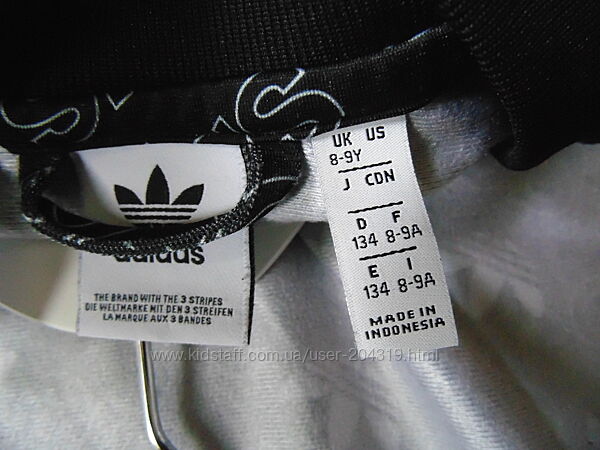 adidas
THE BRAND WITH THE 3 STRIPES
DIE WELTMARKE MIT DEN 3 STREIFEN
LA MARQUE AUX 3 BANDES
UK US
8-9Y
J CDN
D F
134 8-9A
E I
134 8-9A
MADE IN
INDONESIA
www.kidstaff.com.ua/user-204319.html